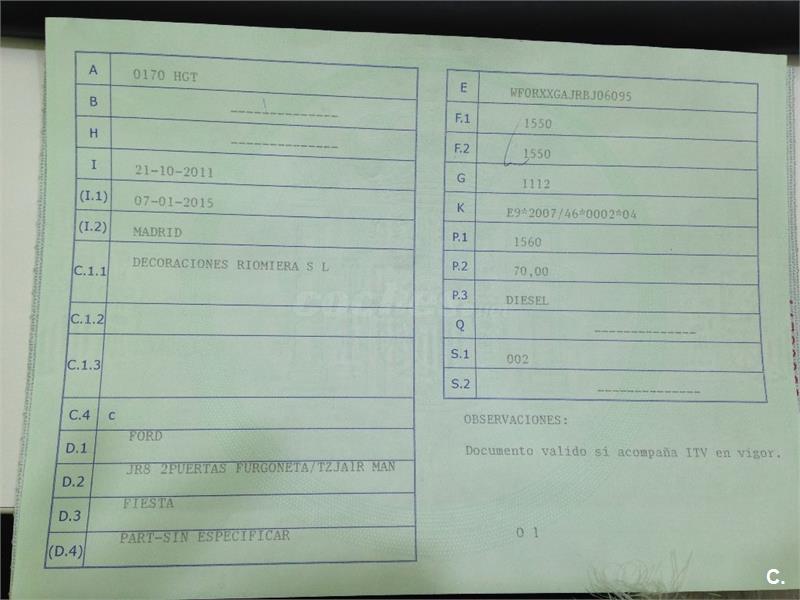 A 0170 HGT
B --------------
H --------------
I 21-10-2011
(I.1) 07-01-2015
(I.2) MADRID
C.1.1 DECORACIONES RIOMIERA S L
C.1.2
C.1.3
C.4 c
D.1 FORD
D.2 JR8 2PUERTAS FURGONETA/TZJA1R MAN
D.3 FIESTA
(D.4) PART-SIN ESPECIFICAR
E WF0RXXGAJRBJ06095
F.1 1550
F.2 1550
G 1112
K E9*2007/46*0002*04
P.1 1560
P.2 70,00
P.3 DIESEL
Q --------------
S.1 002
S.2 --------------
OBSERVACIONES:
Documento valido si acompaña ITV en vigor.
0 1
coches.net
C.